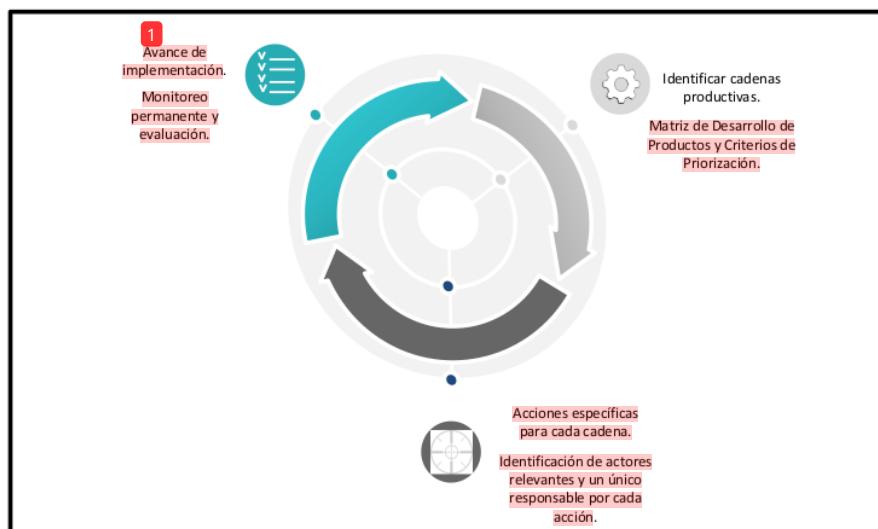 1
Avance de
implementación.
Monitoreo
permanente y
evaluación.
Identificar cadenas
productivas.
Matriz de Desarrollo de
Productos y Criterios de
Priorización.
Acciones específicas
para cada cadena.
Identificación de actores
relevantes y un único
responsable por cada
acción.